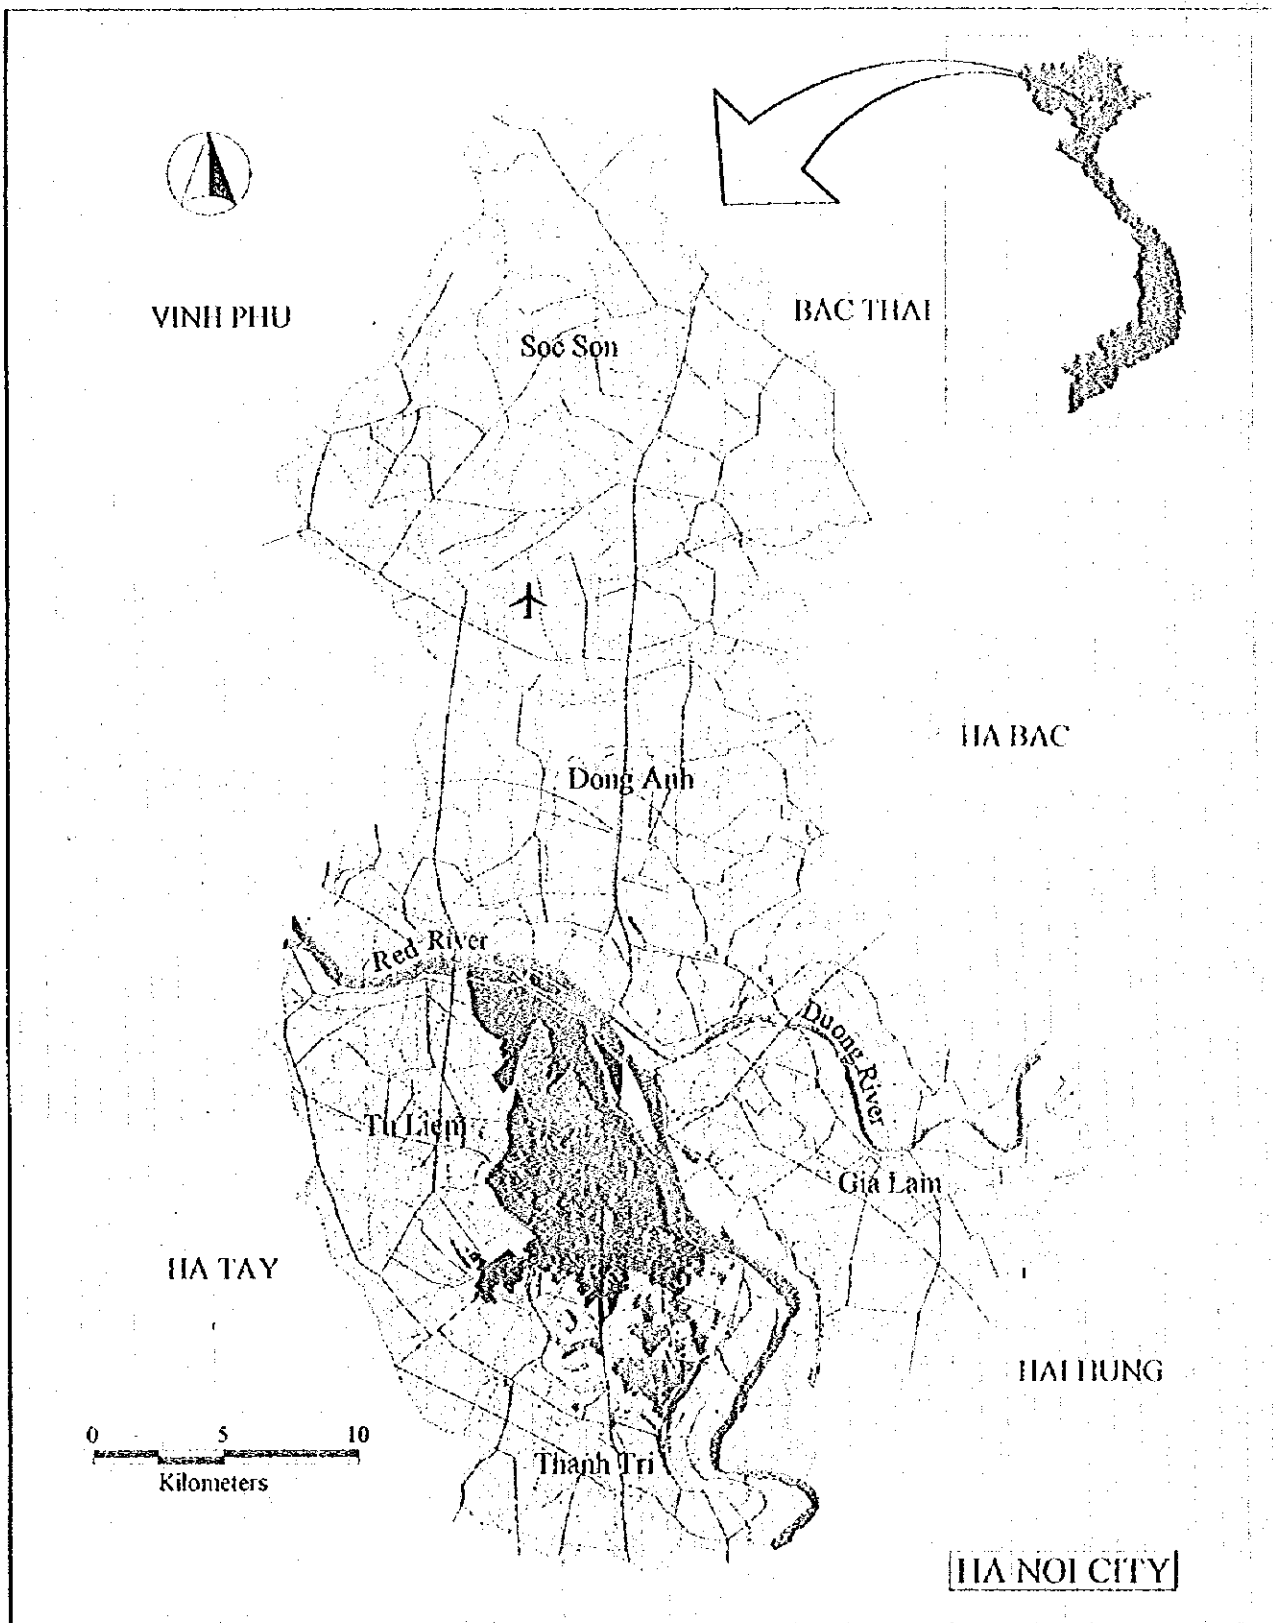 VINH PHU
BAC THAI
Soc Son
HA BAC
Dong Anh
Red River
Duong River
Tu Liem
Gia Lam
HA TAY
HAI HUNG
0 5 10
Kilometers
Thanh Tri
HA NOI CITY